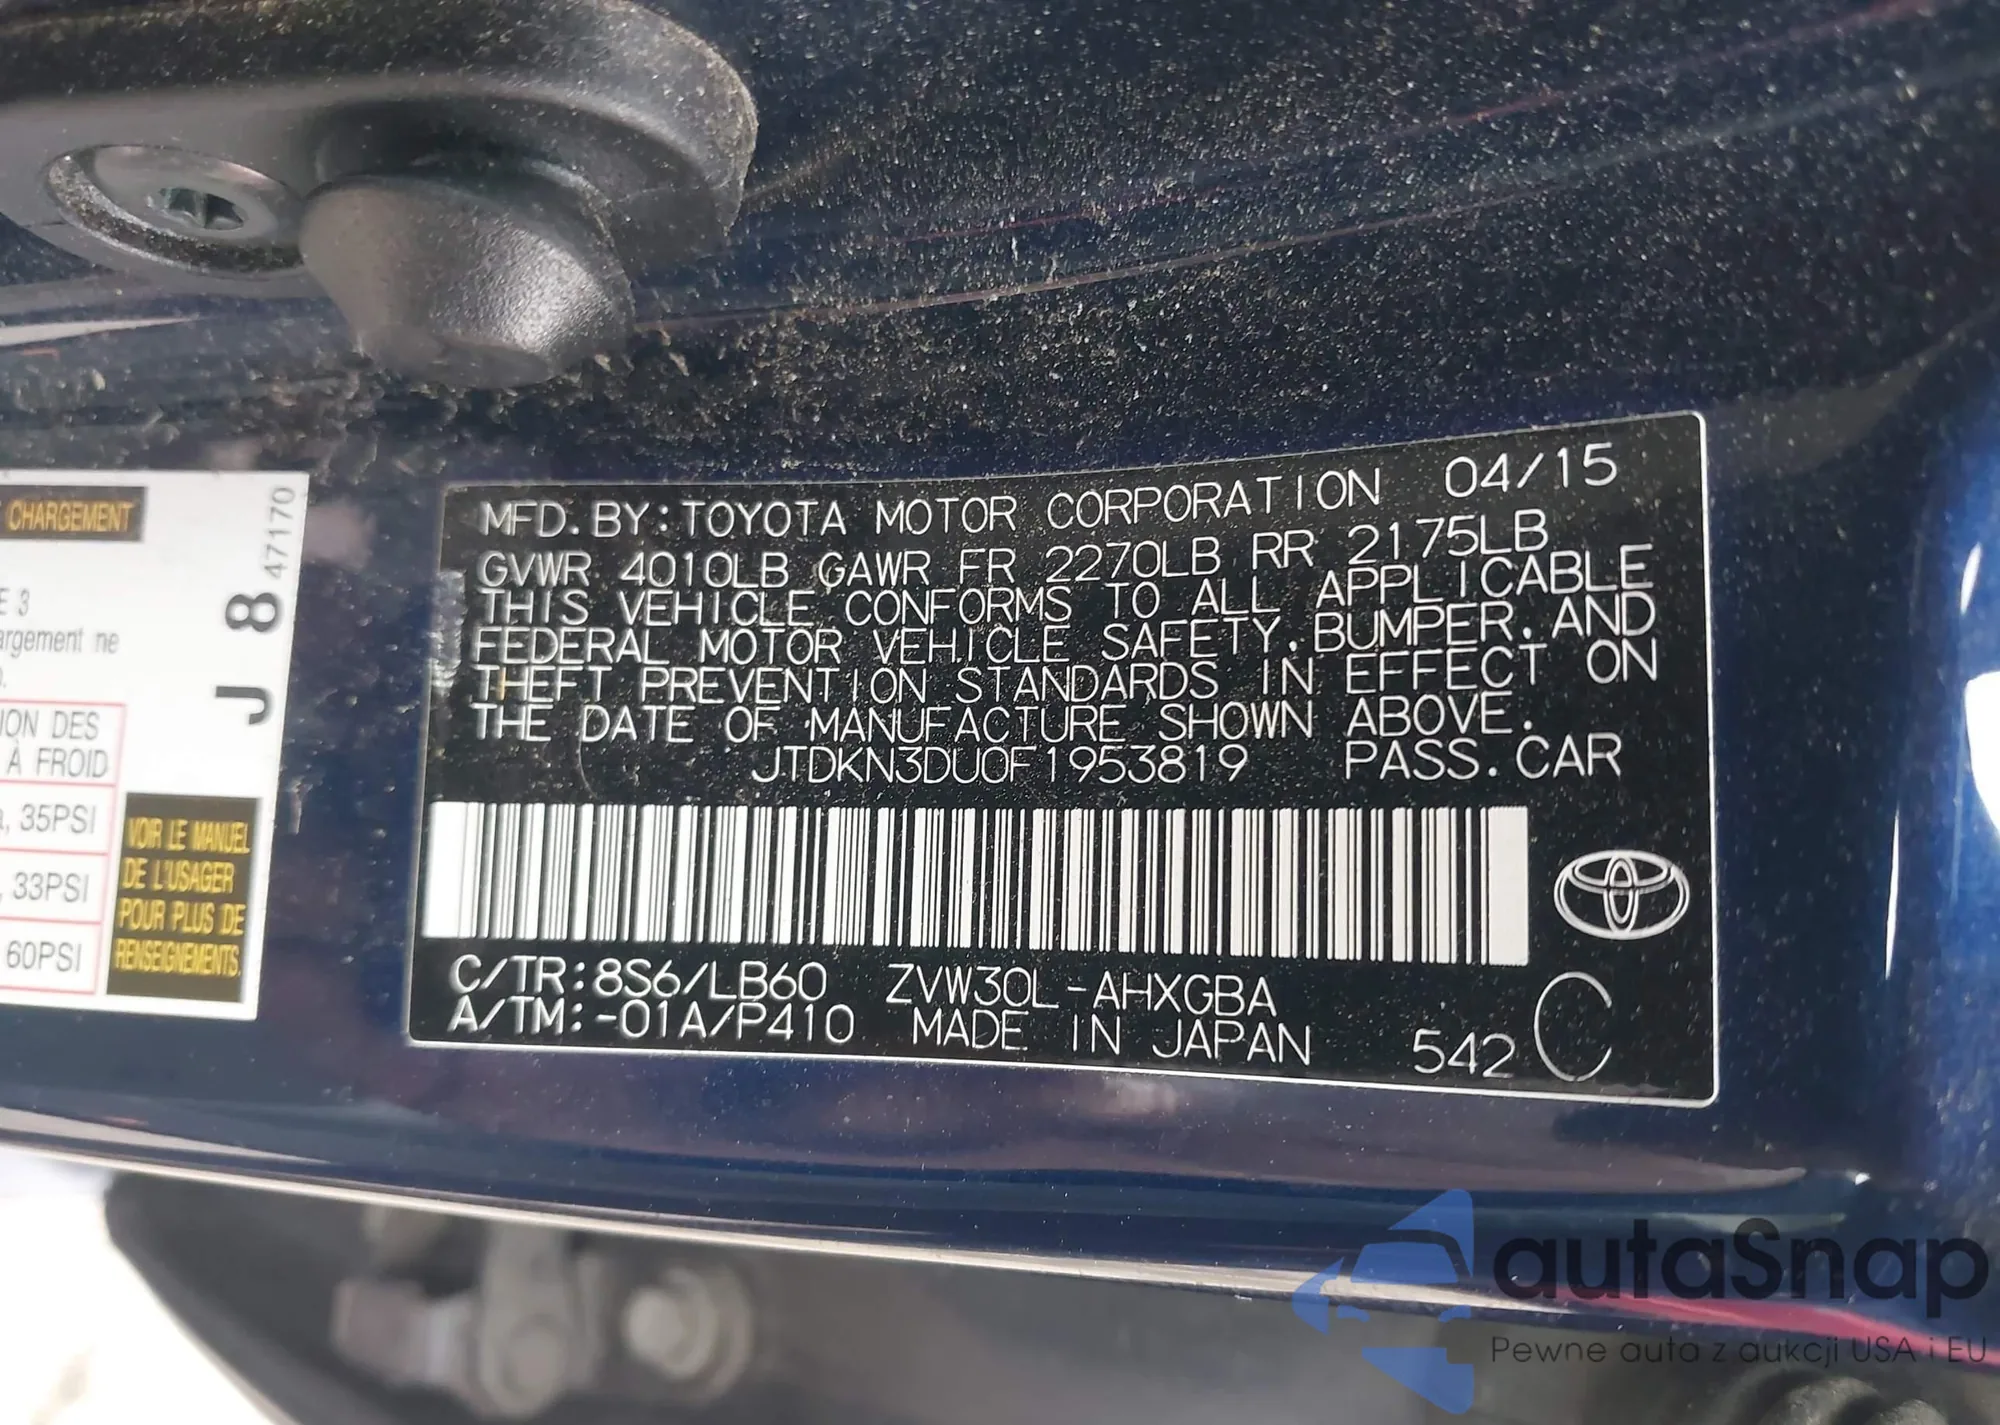 MFD. BY: TOYOTA MOTOR CORPORATION 04/15
GVWR 4010LB GAWR FR 2270LB RR 2175LB
THIS VEHICLE CONFORMS TO ALL APPLICABLE
FEDERAL MOTOR VEHICLE SAFETY, BUMPER, AND
THEFT PREVENTION STANDARDS IN EFFECT ON
THE DATE OF MANUFACTURE SHOWN ABOVE.
JTDKN3DU0F1953819 PASS. CAR
C/TR: 8S6/LB60 ZVW30L-AHXGBA
A/TM: -01A/P410 MADE IN JAPAN 542 C
CHARGEMENT
E 3
argement ne
ION DES
À FROID
, 35PSI
, 33PSI
60PSI
VOIR LE MANUEL
DE L'USAGER
POUR PLUS DE
RENSEIGNEMENTS.
J 8 47170
autaSnap
Pewne auta z aukcji USA i EU